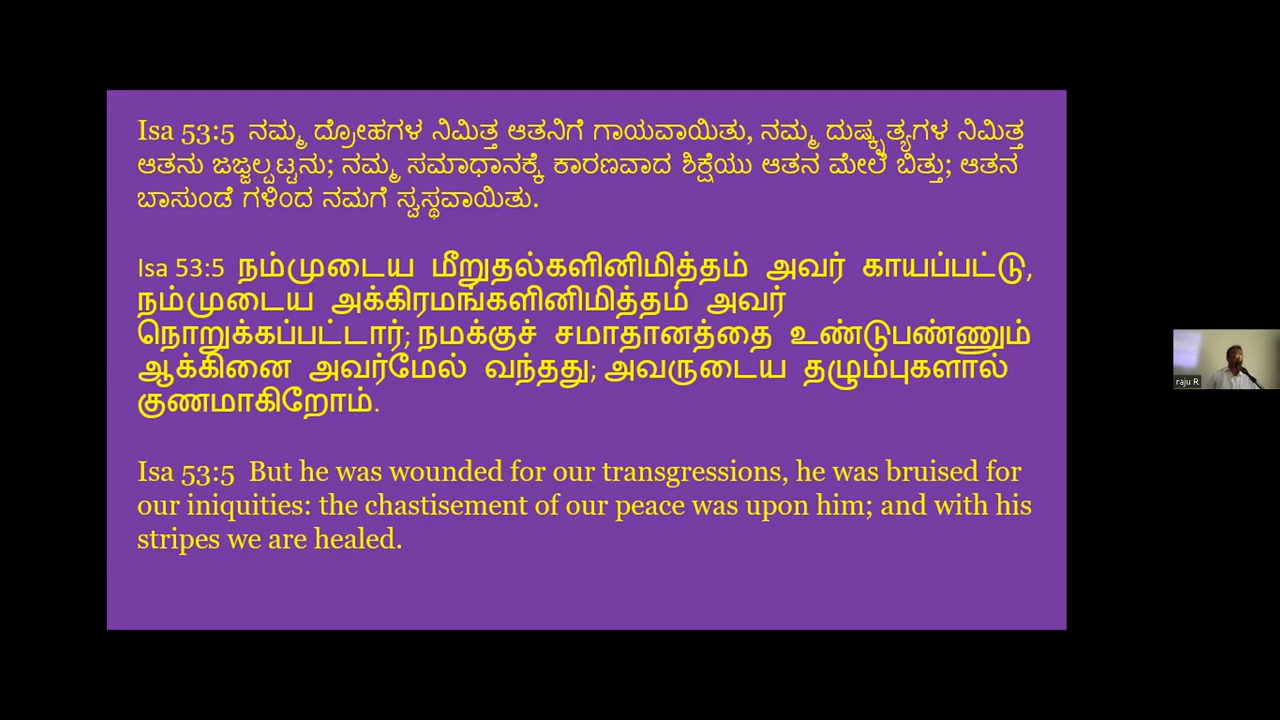 Isa 53:5 ನಮ್ಮ ದ್ರೋಹಗಳ ನಿಮಿತ್ತ ಆತನಿಗೆ ಗಾಯವಾಯಿತು, ನಮ್ಮ ದುಷ್ಕೃತ್ಯಗಳ ನಿಮಿತ್ತ
ಆತನು ಜಜ್ಜಲ್ಪಟ್ಟನು; ನಮ್ಮ ಸಮಾಧಾನಕ್ಕೆ ಕಾರಣವಾದ ಶಿಕ್ಷೆಯು ಆತನ ಮೇಲೆ ಬಿತ್ತು; ಆತನ
ಬಾಸುಂಡೆ ಗಳಿಂದ ನಮಗೆ ಸ್ವಸ್ಥವಾಯಿತು.
Isa 53:5 நம்முடைய மீறுதல்களினிமித்தம் அவர் காயப்பட்டு,
நம்முடைய அக்கிரமங்களினிமித்தம் அவர்
நொறுக்கப்பட்டார்; நமக்குச் சமாதானத்தை உண்டுபண்ணும்
ஆக்கினை அவர்மேல் வந்தது; அவருடைய தழும்புகளால்
குணமாகிறோம்.
Isa 53:5 But he was wounded for our transgressions, he was bruised for
our iniquities: the chastisement of our peace was upon him; and with his
stripes we are healed.
raju R